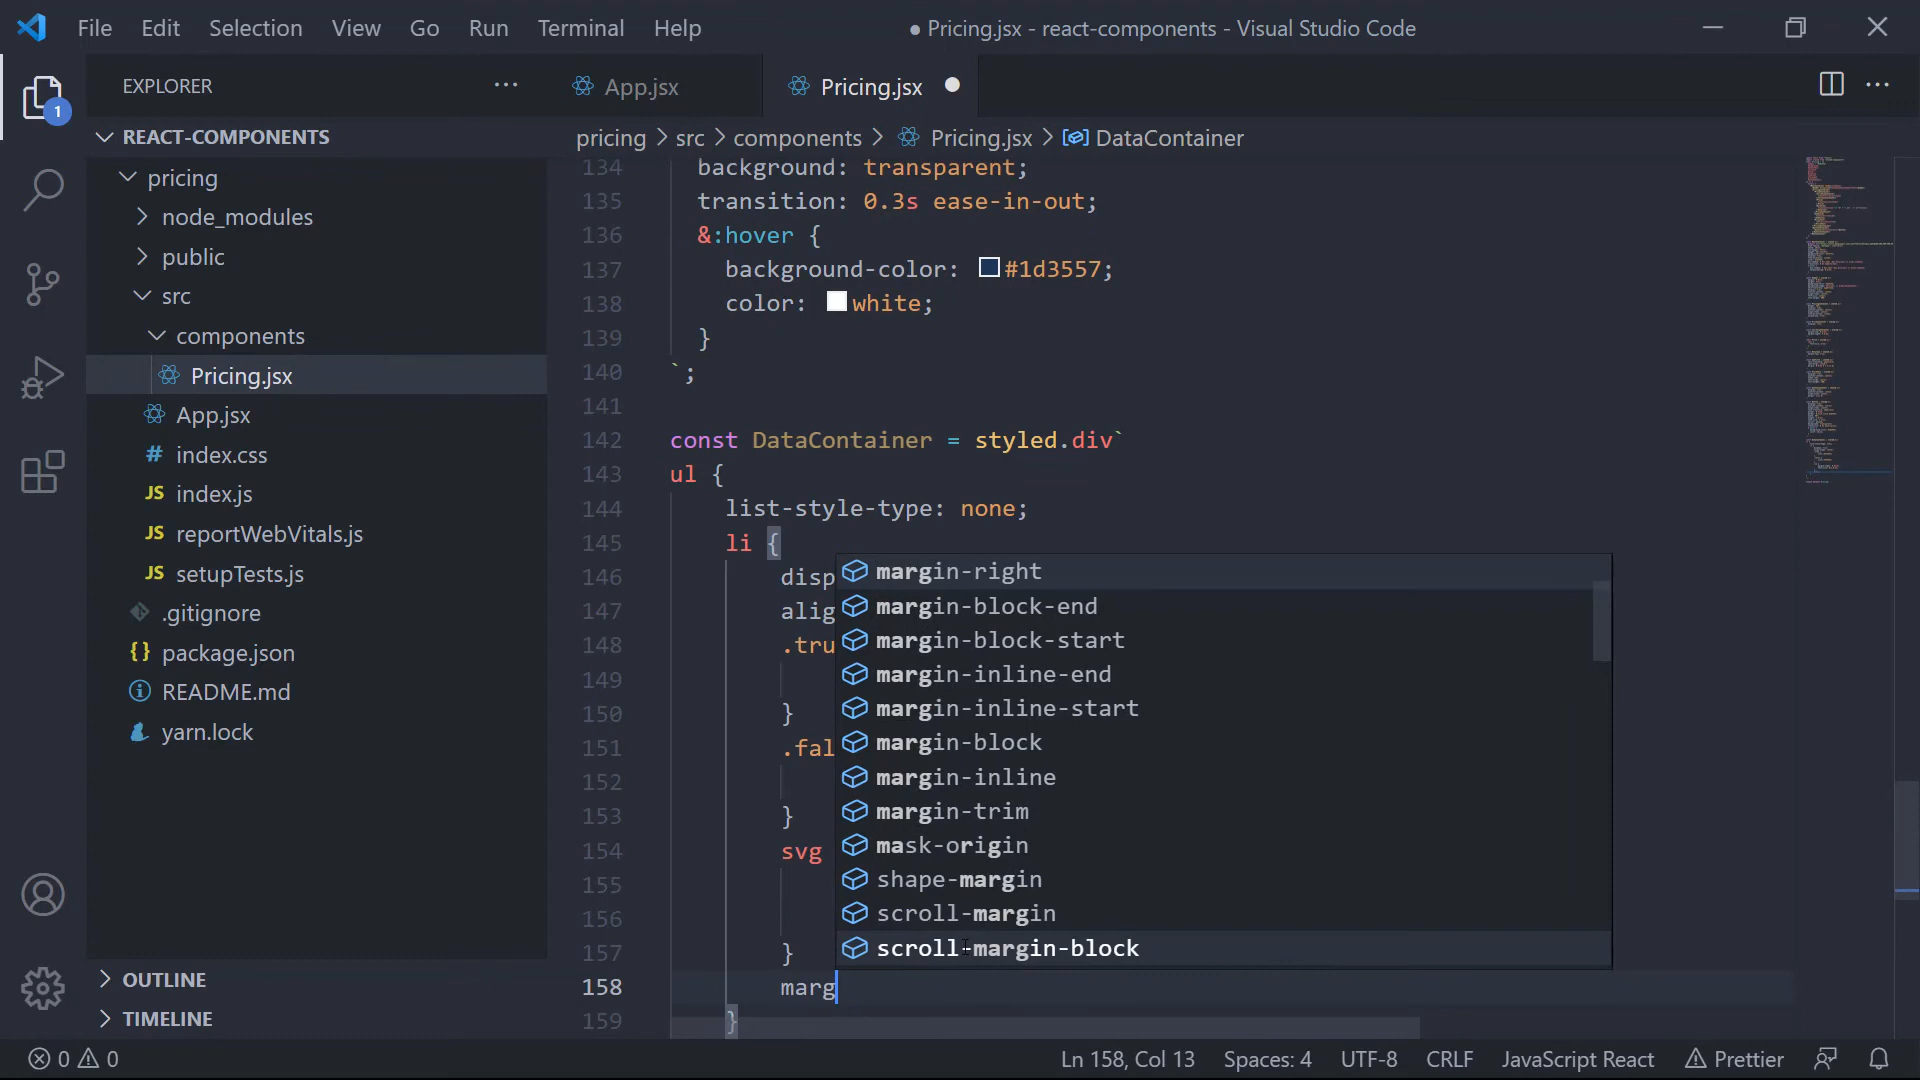 File Edit Selection View Go Run Terminal Help
● Pricing.jsx - react-components - Visual Studio Code
1
EXPLORER ···
REACT-COMPONENTS
pricing
node_modules
public
src
components
Pricing.jsx
App.jsx
# index.css
JS index.js
JS reportWebVitals.js
JS setupTests.js
.gitignore
{} package.json
README.md
yarn.lock
OUTLINE
TIMELINE
App.jsx Pricing.jsx ●
pricing > src > components > Pricing.jsx > DataContainer
134 background: transparent;
135 transition: 0.3s ease-in-out;
136 &:hover {
137 background-color: #1d3557;
138 color: white;
139 }
140 `;
141
142 const DataContainer = styled.div`
143 ul {
144 list-style-type: none;
145 li {
146 disp
147 alig
148 .tru
149
150 }
151 .fal
152
153 }
154 svg
155
156
157 }
158 marg
159 }
margin-right
margin-block-end
margin-block-start
margin-inline-end
margin-inline-start
margin-block
margin-inline
margin-trim
mask-origin
shape-margin
scroll-margin
scroll-margin-block
0 0 Ln 158, Col 13 Spaces: 4 UTF-8 CRLF JavaScript React Prettier